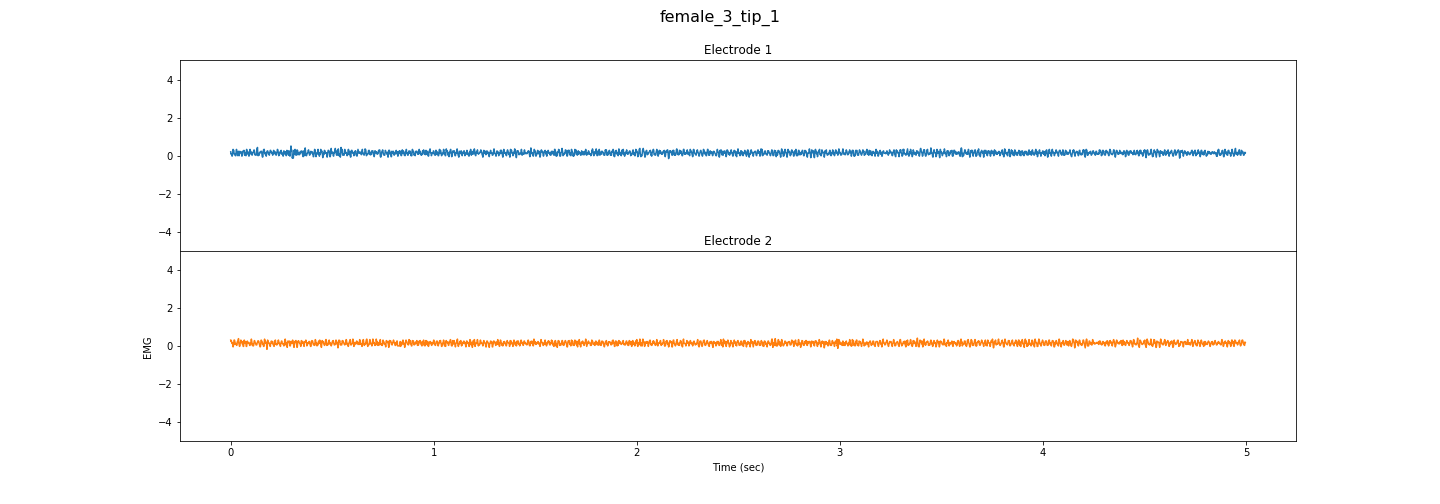 female_3_tip_1
Electrode 1
4
2
0
−2
−4
Electrode 2
4
2
0
−2
−4
EMG
0 1 2 3 4 5
Time (sec)